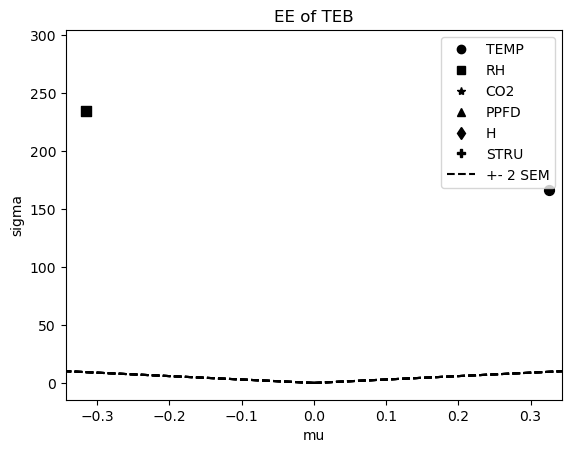 EE of TEB
300
250
200
150
100
50
0
sigma
−0.3
−0.2
−0.1
0.0
0.1
0.2
0.3
mu
TEMP
RH
CO2
PPFD
H
STRU
+- 2 SEM